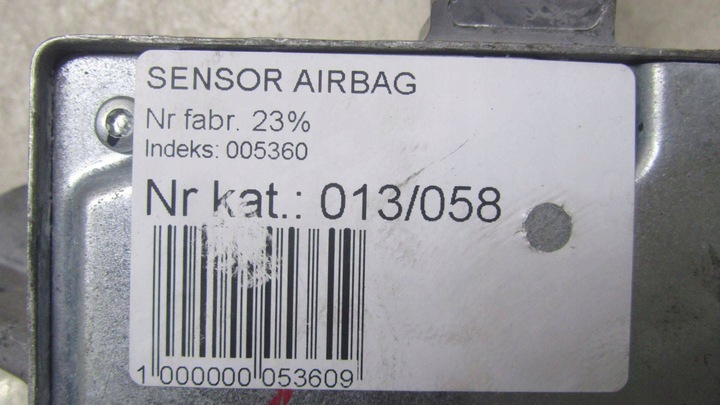 SENSOR AIRBAG
Nr fabr. 23%
Indeks: 005360
Nr kat.: 013/058
1 000000 053609